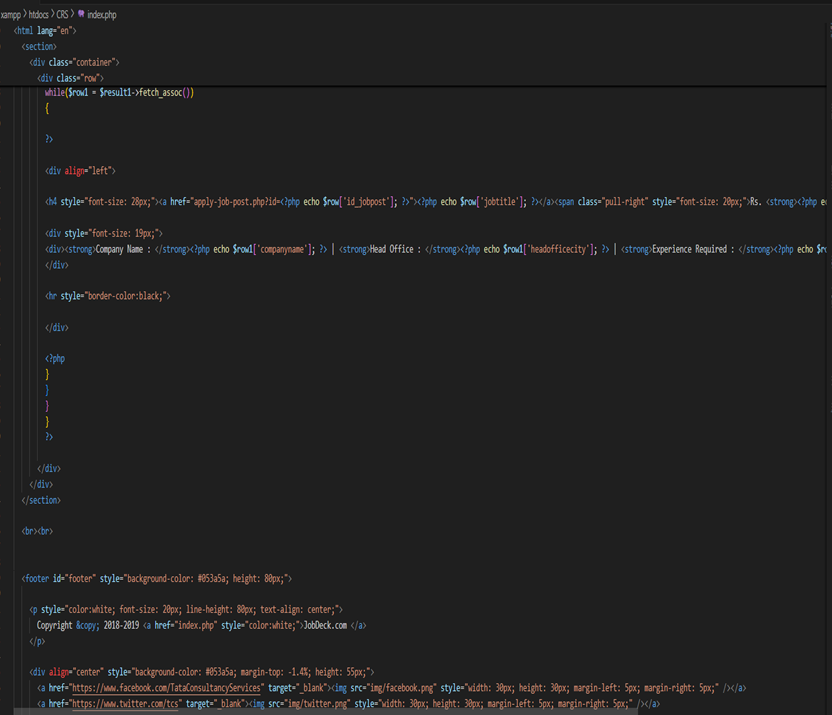 xampp > htdocs > CRS > index.php
<html lang="en">
<section>
<div class="container">
<div class="row">
while($row1 = $result1->fetch_assoc())
{
?>
<div align="left">
<h4 style="font-size: 28px;"><a href="apply-job-post.php?id=<?php echo $row['id_jobpost']; ?>"><?php echo $row['jobtitle']; ?></a><span class="pull-right" style="font-size: 20px;">Rs. <strong><?php e
<div style="font-size: 19px;">
<div><strong>Company Name : </strong><?php echo $row1['companyname']; ?> | <strong>Head Office : </strong><?php echo $row1['headofficecity']; ?> | <strong>Experience Required : </strong><?php echo $r
</div>
<hr style="border-color:black;">
</div>
<?php
}
}
}
}
?>
</div>
</div>
</section>
<br><br>
<footer id="footer" style="background-color: #053a5a; height: 80px;">
<p style="color:white; font-size: 20px; line-height: 80px; text-align: center;">
Copyright &copy; 2018-2019 <a href="index.php" style="color:white;">JobDeck.com </a>
</p>
<div align="center" style="background-color: #053a5a; margin-top: -1.4%; height: 55px;">
<a href="https://www.facebook.com/TataConsultancyServices" target="_blank"><img src="img/facebook.png" style="width: 30px; height: 30px; margin-left: 5px; margin-right: 5px;" /></a>
<a href="https://www.twitter.com/tcs" target="_blank"><img src="img/twitter.png" style="width: 30px; height: 30px; margin-left: 5px; margin-right: 5px;" /></a>